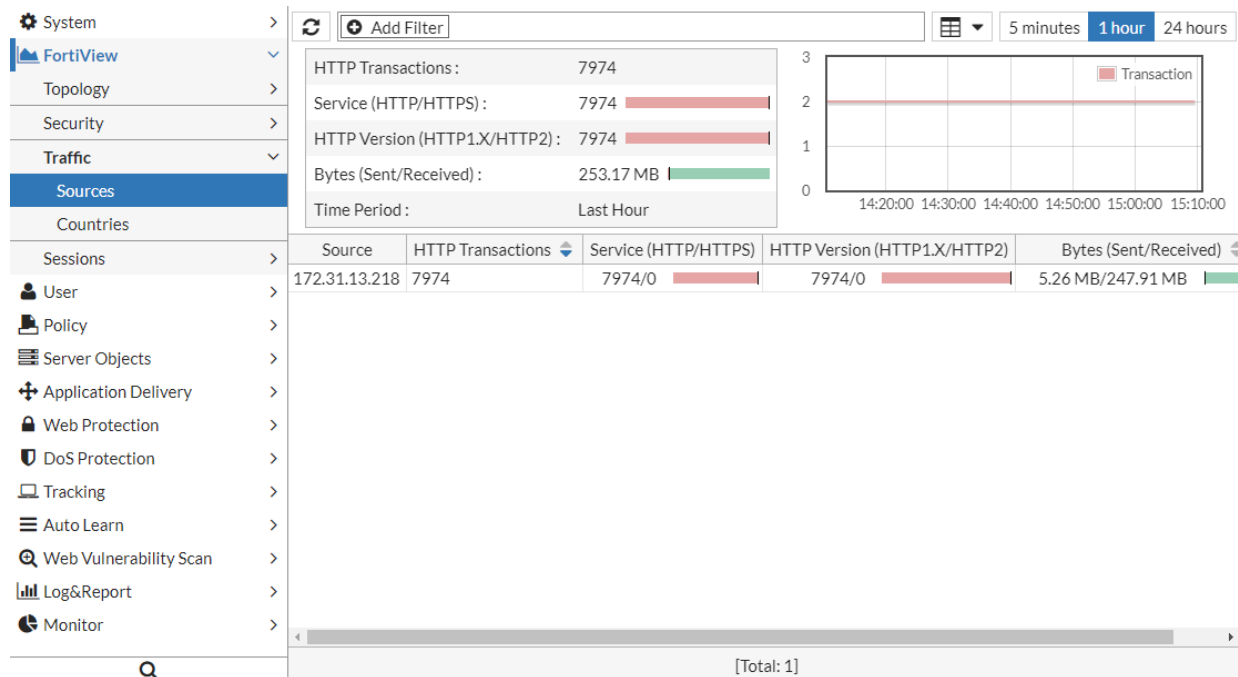 System
FortiView
Topology
Security
Traffic
Sources
Countries
Sessions
User
Policy
Server Objects
Application Delivery
Web Protection
DoS Protection
Tracking
Auto Learn
Web Vulnerability Scan
Log&Report
Monitor
Add Filter
5 minutes 1 hour 24 hours
HTTP Transactions : 7974
Service (HTTP/HTTPS) : 7974
HTTP Version (HTTP1.X/HTTP2) : 7974
Bytes (Sent/Received) : 253.17 MB
Time Period : Last Hour
3
Transaction
2
1
0
14:20:00 14:30:00 14:40:00 14:50:00 15:00:00 15:10:00
Source HTTP Transactions Service (HTTP/HTTPS) HTTP Version (HTTP1.X/HTTP2) Bytes (Sent/Received)
172.31.13.218 7974 7974/0 7974/0 5.26 MB/247.91 MB
[Total: 1]